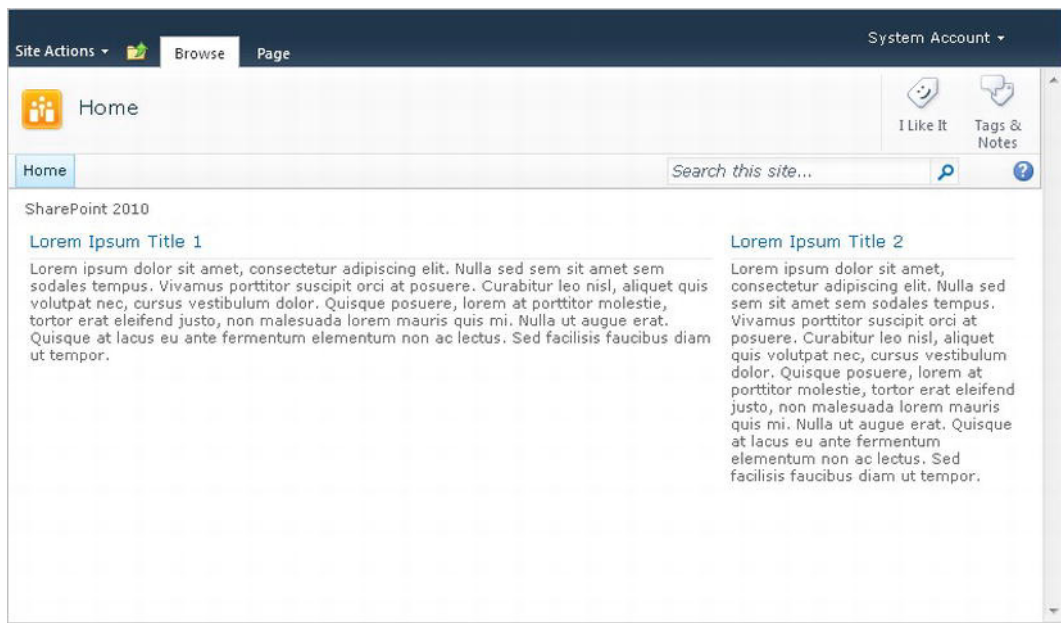 System Account
Site Actions
Browse
Page
Home
I Like It
Tags &
Notes
Home
Search this site...
SharePoint 2010
Lorem Ipsum Title 1
Lorem ipsum dolor sit amet, consectetur adipiscing elit. Nulla sed sem sit amet sem
sodales tempus. Vivamus porttitor suscipit orci at posuere. Curabitur leo nisl, aliquet quis
volutpat nec, cursus vestibulum dolor. Quisque posuere, lorem at porttitor molestie,
tortor erat eleifend justo, non malesuada lorem mauris quis mi. Nulla ut augue erat.
Quisque at lacus eu ante fermentum elementum non ac lectus. Sed facilisis faucibus diam
ut tempor.
Lorem Ipsum Title 2
Lorem ipsum dolor sit amet,
consectetur adipiscing elit. Nulla sed
sem sit amet sem sodales tempus.
Vivamus porttitor suscipit orci at
posuere. Curabitur leo nisl, aliquet
quis volutpat nec, cursus vestibulum
dolor. Quisque posuere, lorem at
porttitor molestie, tortor erat eleifend
justo, non malesuada lorem mauris
quis mi. Nulla ut augue erat. Quisque
at lacus eu ante fermentum
elementum non ac lectus. Sed
facilisis faucibus diam ut tempor.